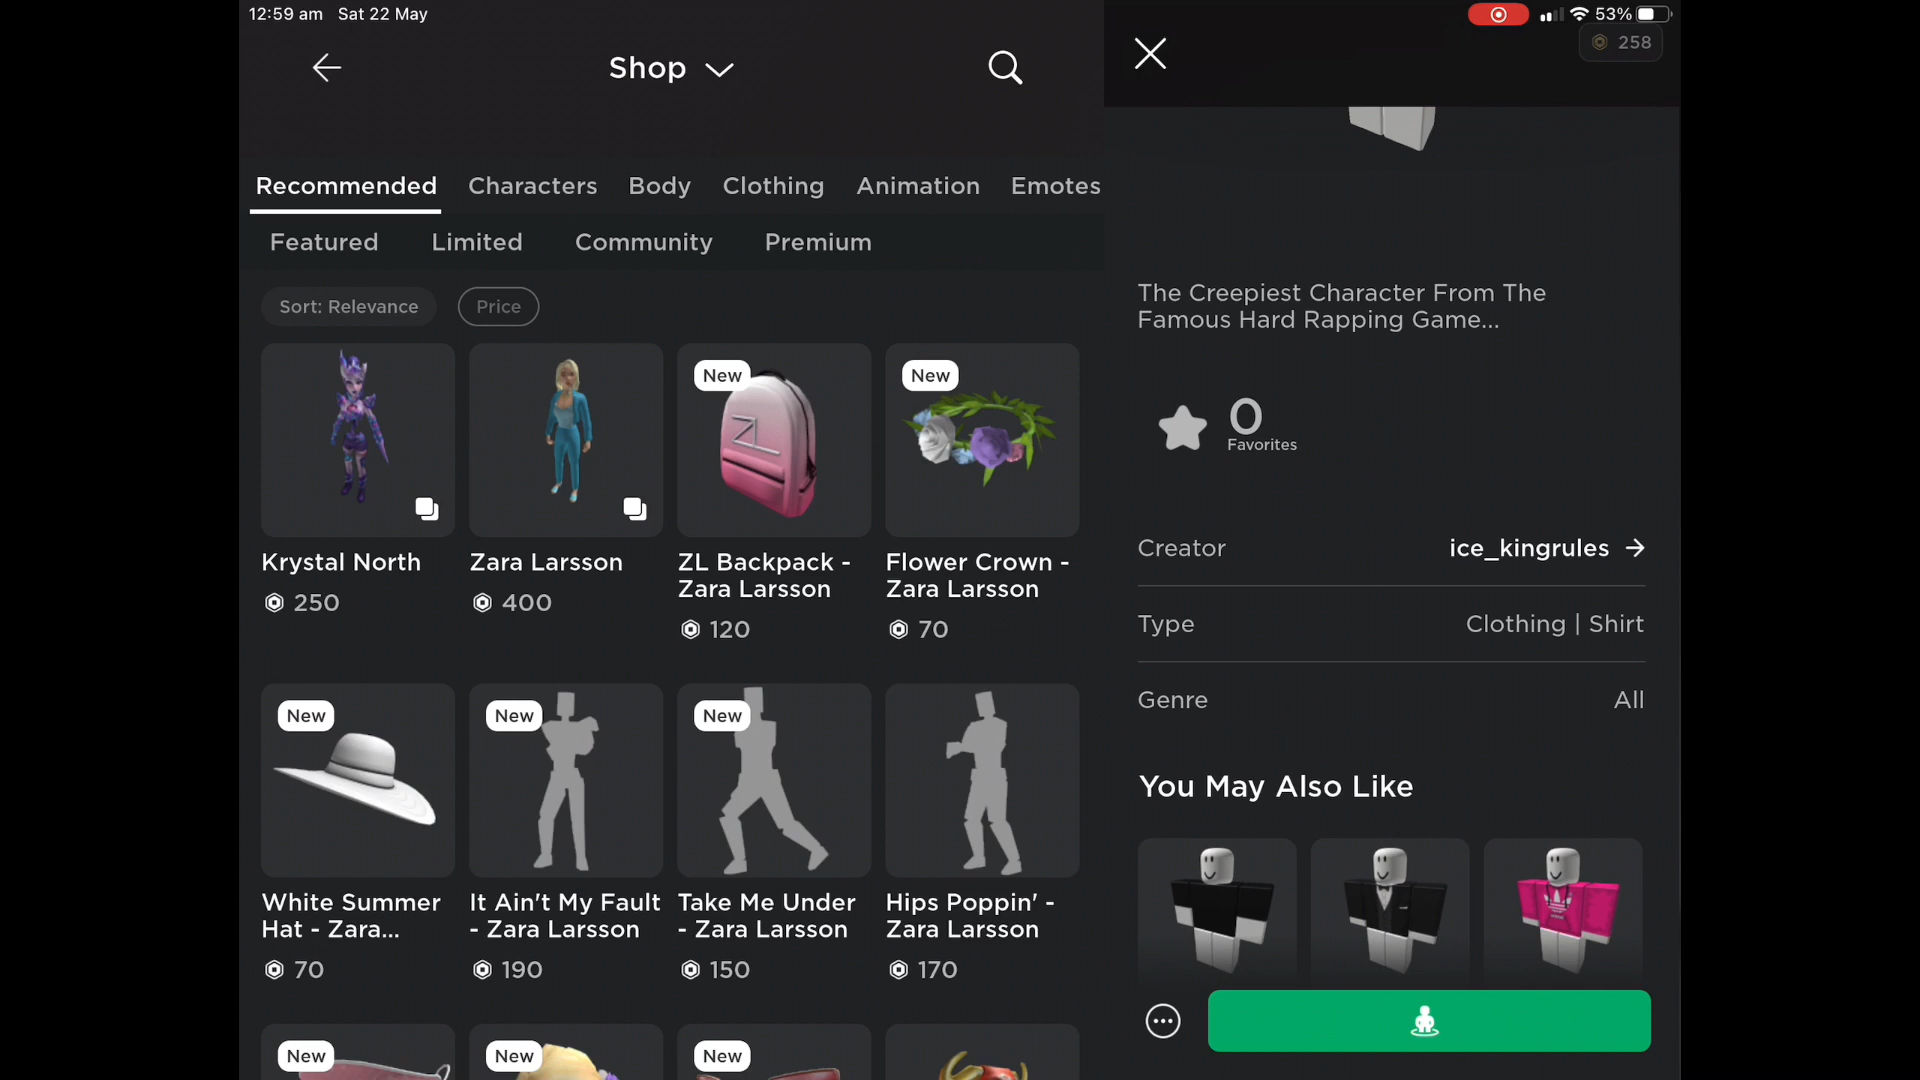 12:59 am Sat 22 May
53%
258
Shop
Recommended Characters Body Clothing Animation Emotes
Featured Limited Community Premium
Sort: Relevance Price
New
New
Krystal North
250
Zara Larsson
400
ZL
ZL Backpack -
Zara Larsson
120
Flower Crown -
Zara Larsson
70
New
New
New
White Summer
Hat - Zara...
70
It Ain't My Fault
- Zara Larsson
190
Take Me Under
- Zara Larsson
150
Hips Poppin' -
Zara Larsson
170
New
New
New
The Creepiest Character From The
Famous Hard Rapping Game...
0
Favorites
Creator ice_kingrules
Type Clothing | Shirt
Genre All
You May Also Like